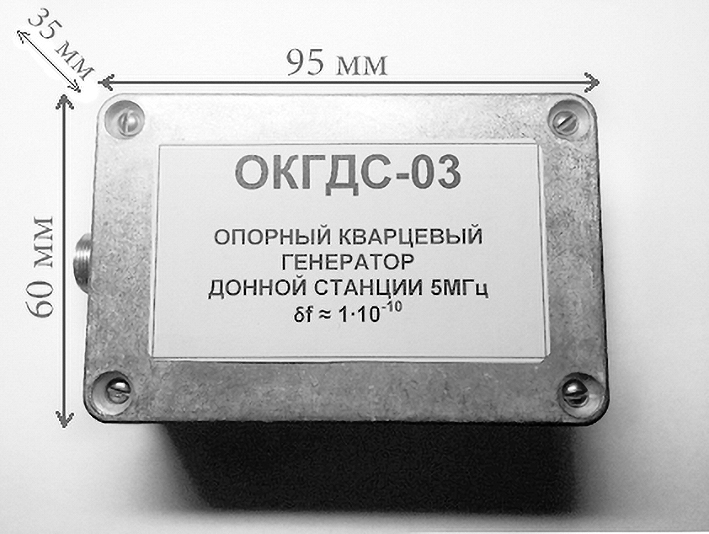 35 мм
95 мм
60 мм
ОКГДС-03
ОПОРНЫЙ КВАРЦЕВЫЙ
ГЕНЕРАТОР
ДОННОЙ СТАНЦИИ 5МГц
δf ≈ 1·10⁻¹⁰